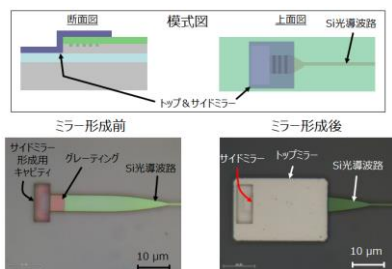 断面図
模式図
上面図
Si光導波路
トップ＆サイドミラー
ミラー形成前
ミラー形成後
サイドミラー
形成用
キャビティ
グレーティング
Si光導波路
10 μm
サイドミラー
トップミラー
Si光導波路
10 μm